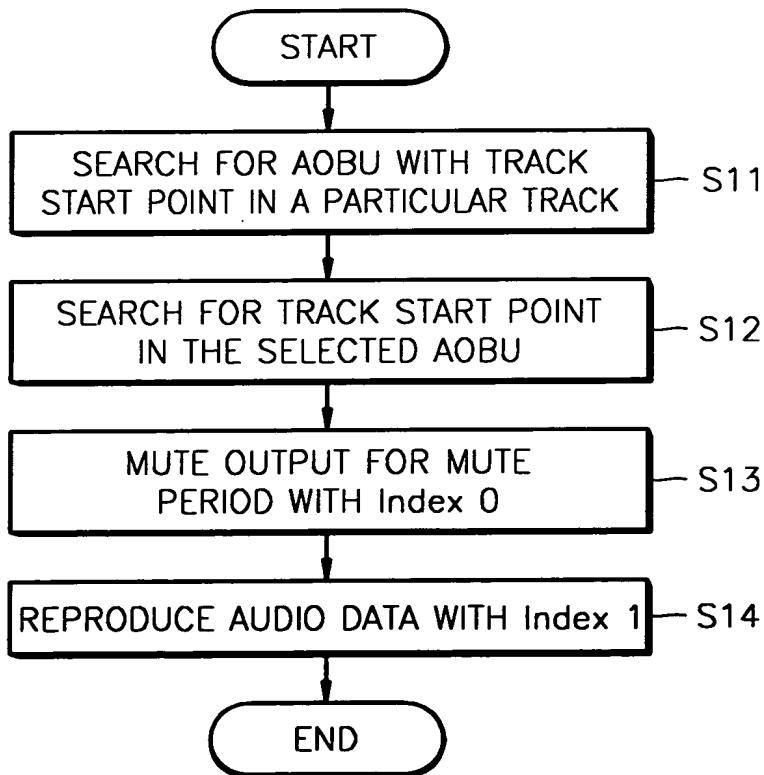 START
SEARCH FOR AOBU WITH TRACK
START POINT IN A PARTICULAR TRACK
S11
SEARCH FOR TRACK START POINT
IN THE SELECTED AOBU
S12
MUTE OUTPUT FOR MUTE
PERIOD WITH Index 0
S13
REPRODUCE AUDIO DATA WITH Index 1
S14
END